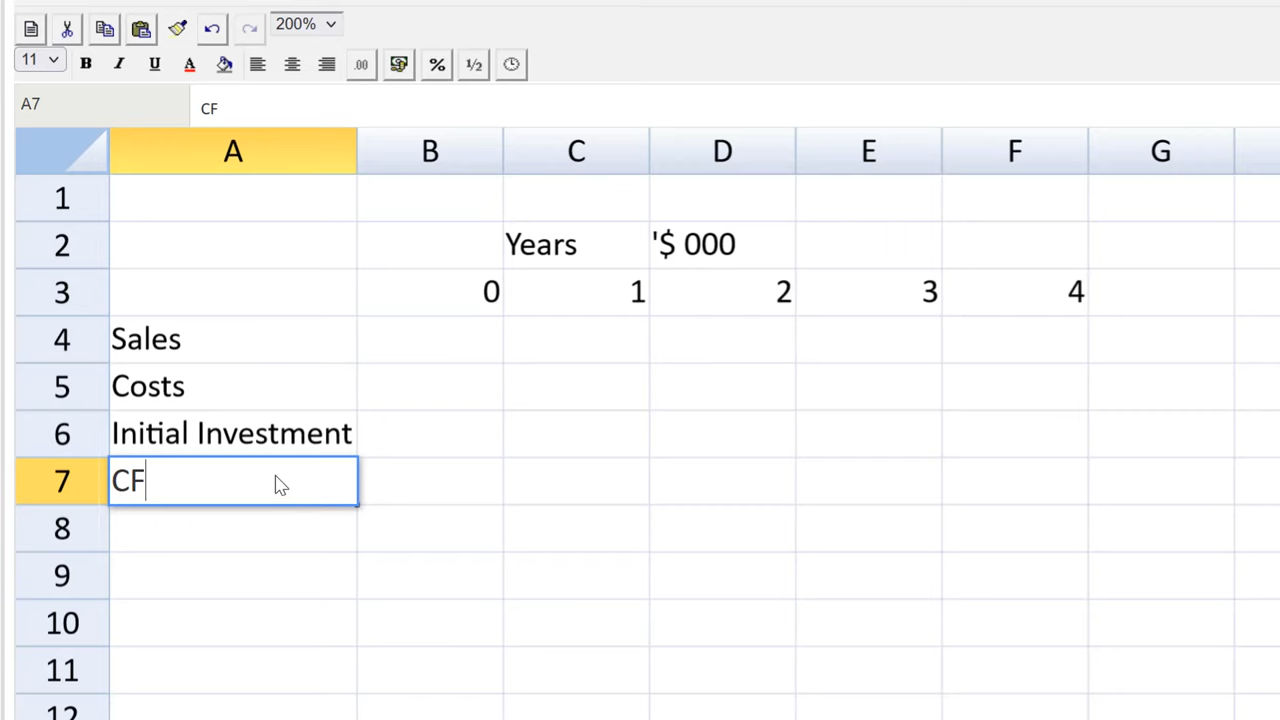 200%
11 B I U A .00 % ½
A7 CF
A B C D E F G
1
2 Years '$ 000
3 0 1 2 3 4
4 Sales
5 Costs
6 Initial Investment
7 CF
8
9
10
11
12